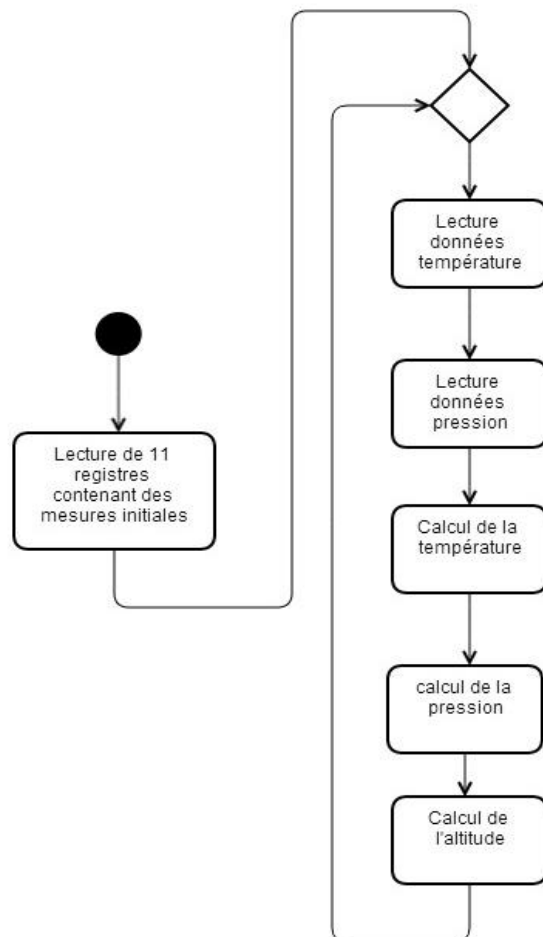 Lecture de 11
registres
contenant des
mesures initiales
Lecture
données
température
Lecture
données
pression
Calcul de la
température
calcul de la
pression
Calcul de
l'altitude